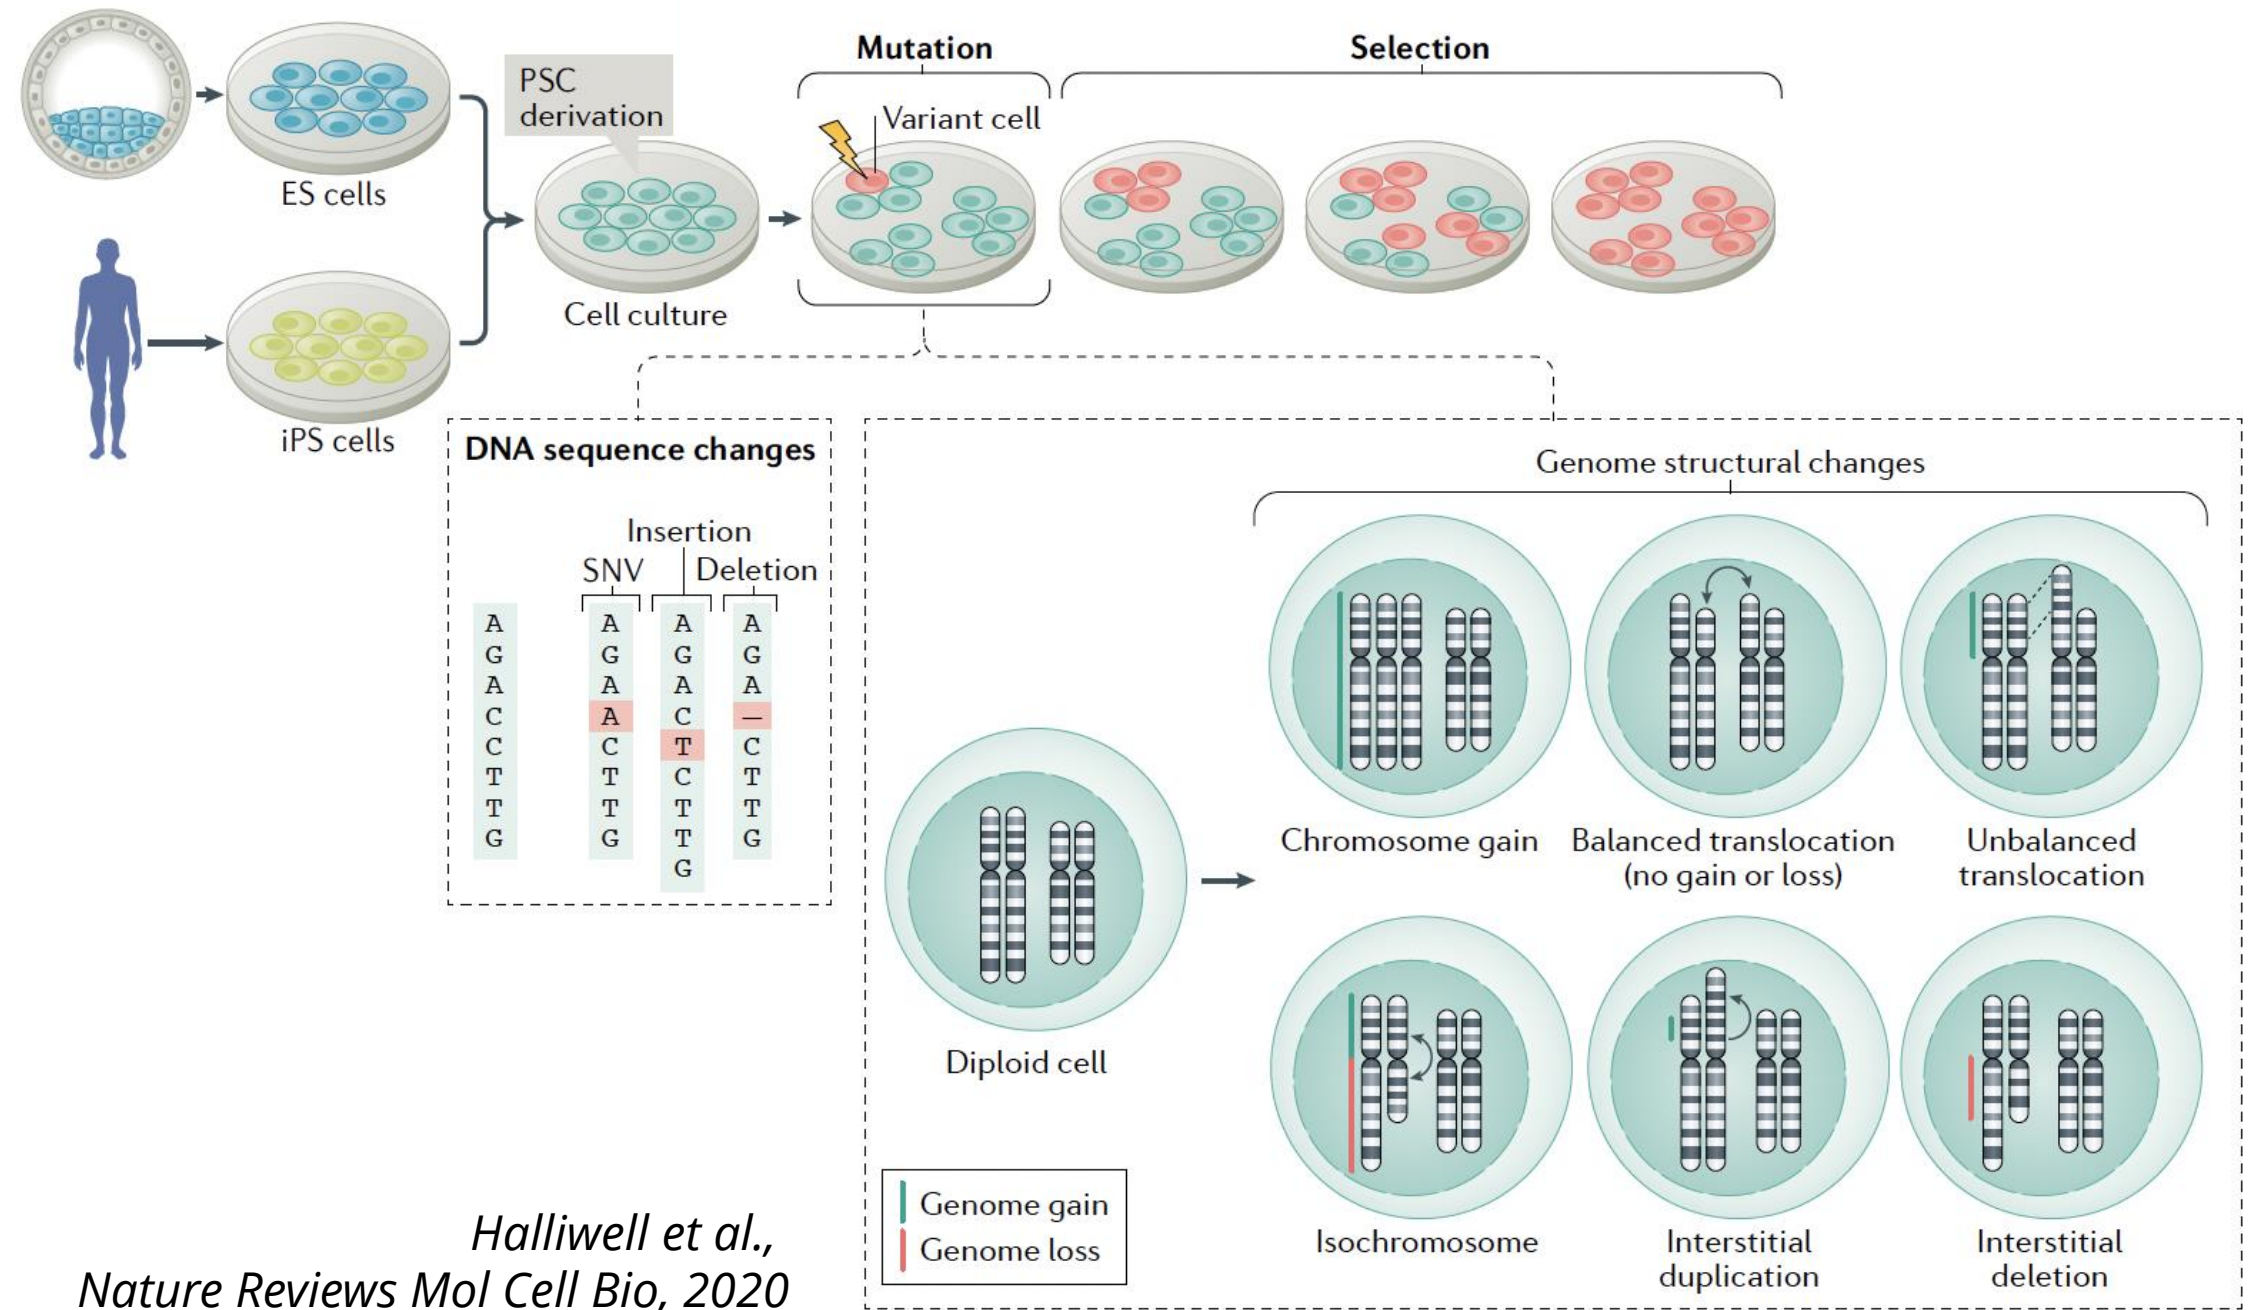 Mutation
Selection
PSC
derivation
Variant cell
ES cells
Cell culture
iPS cells
DNA sequence changes
Insertion
SNV
Deletion
A A A A
G G G G
A A A A
C A C –
C C T C
T T C T
T T T T
G G T G
G
Genome structural changes
Chromosome gain
Balanced translocation
(no gain or loss)
Unbalanced
translocation
Diploid cell
Isochromosome
Interstitial
duplication
Interstitial
deletion
Genome gain
Genome loss
Halliwell et al.,
Nature Reviews Mol Cell Bio, 2020